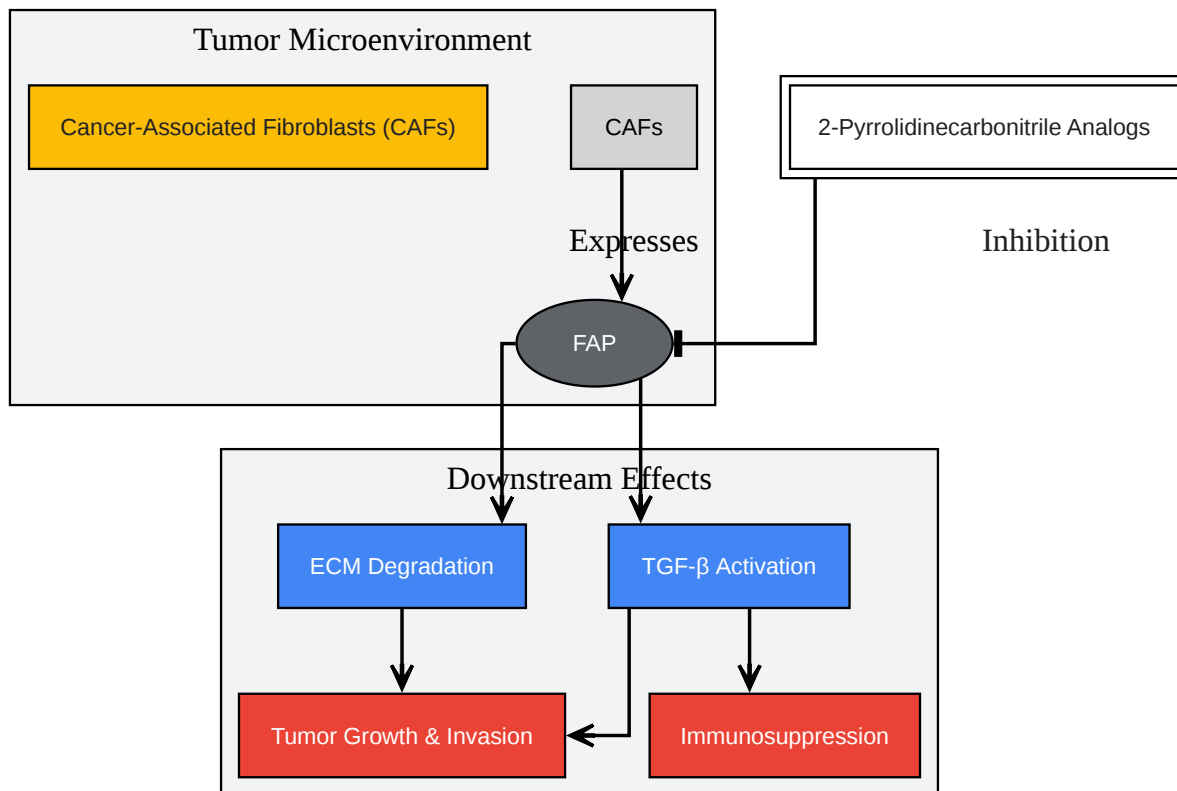 Tumor Microenvironment
Cancer-Associated Fibroblasts (CAFs)
CAFs
2-Pyrrolidinecarbonitrile Analogs
Expresses
Inhibition
FAP
Downstream Effects
ECM Degradation
TGF-β Activation
Tumor Growth & Invasion
Immunosuppression